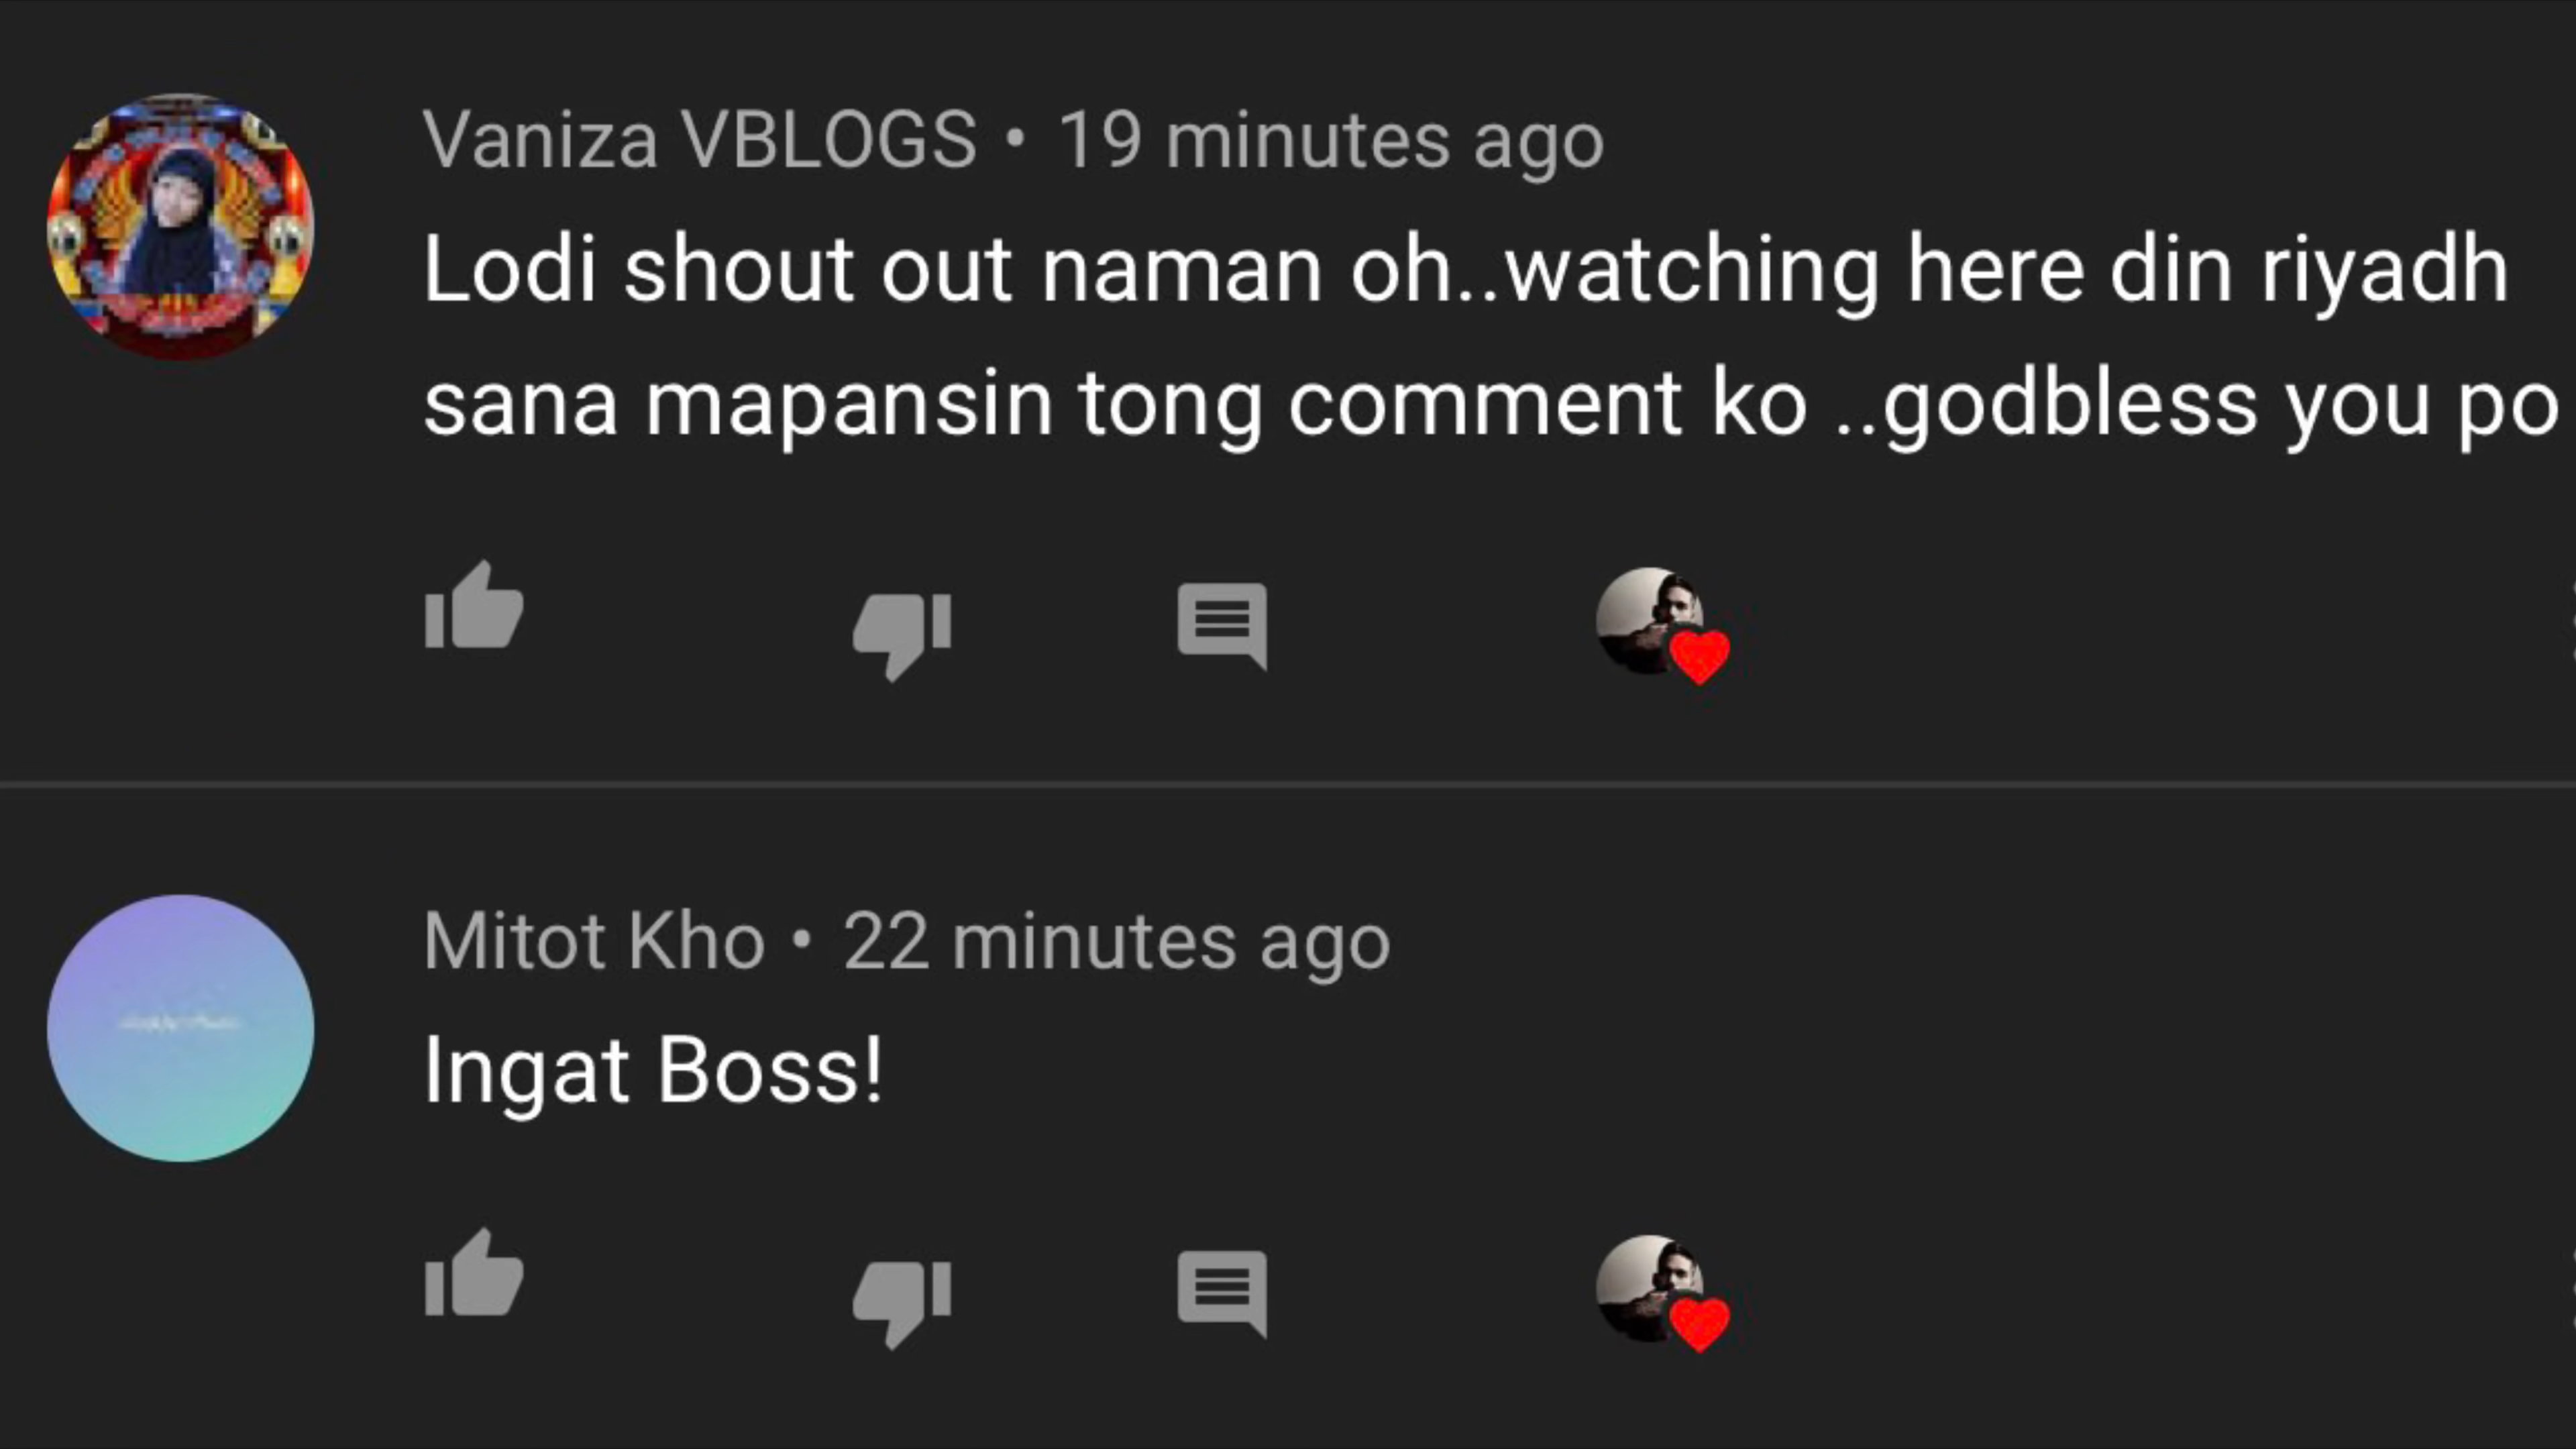 Vaniza VBLOGS • 19 minutes ago
Lodi shout out naman oh..watching here din riyadh
sana mapansin tong comment ko ..godbless you po
Mitot Kho • 22 minutes ago
Ingat Boss!